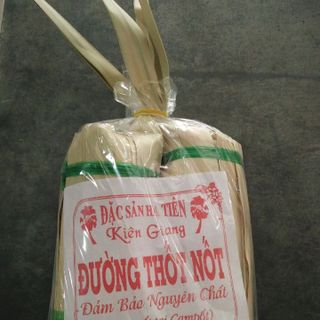 ĐẶC SẢN HÀ TIÊN
Kiên Giang
ĐƯỜNG THỐT NỐT
Đảm Bảo Nguyên Chất